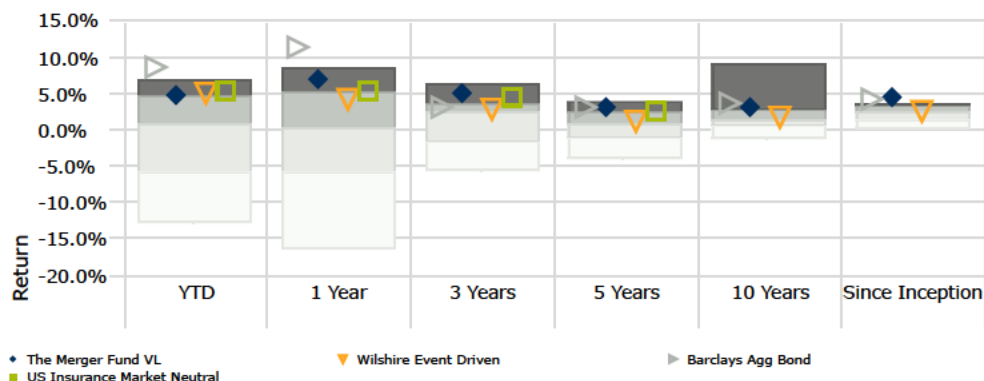 15.0%
10.0%
5.0%
0.0%
-5.0%
-10.0%
-15.0%
-20.0%
Return
YTD 1 Year 3 Years 5 Years 10 Years Since Inception
The Merger Fund VL Wilshire Event Driven Barclays Agg Bond
US Insurance Market Neutral